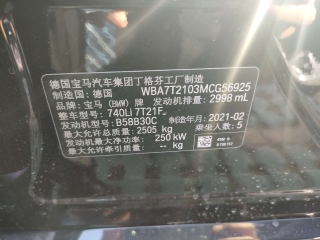 德国宝马汽车集团丁格芬工厂制造
制造国: 德国 WBA7T2103MCG56925
品牌: 宝马 (BMW) 牌 发动机排量: 2998 mL
整车型号: 740Li 7T21F
发动机型号: B58B30C 制造年月: 2021-02
最大允许总质量: 2505 kg 乘坐人数: 5
发动机最大净功率: 250 kW
最大允许牵引质量: -- kg